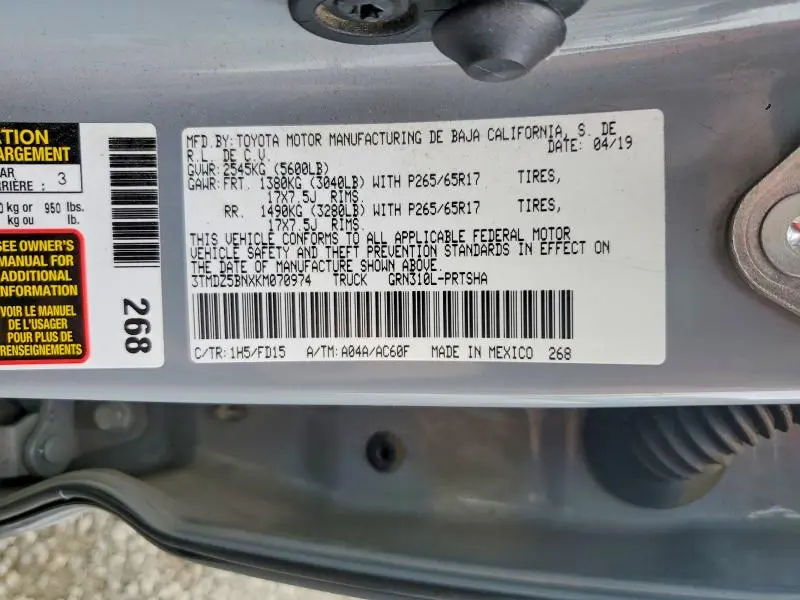 ATION
ARGEMENT
AR
RRIÈRE : 3
0 kg or 950 lbs.
kg ou lb.
SEE OWNER'S
MANUAL FOR
ADDITIONAL
INFORMATION
VOIR LE MANUEL
DE L'USAGER
POUR PLUS DE
RENSEIGNEMENTS
268
MFD.BY:TOYOTA MOTOR MANUFACTURING DE BAJA CALIFORNIA, S. DE
R.L. DE C.V. DATE: 04/19
GVWR:2545KG (5600LB)
GAWR:FRT. 1380KG (3040LB) WITH P265/65R17 TIRES,
17X7.5J RIMS.
RR. 1490KG (3280LB) WITH P265/65R17 TIRES,
17X7.5J RIMS.
THIS VEHICLE CONFORMS TO ALL APPLICABLE FEDERAL MOTOR
VEHICLE SAFETY AND THEFT PREVENTION STANDARDS IN EFFECT ON
THE DATE OF MANUFACTURE SHOWN ABOVE.
3TMDZ5BNXKM070974 TRUCK GRN310L-PRTSHA
C/TR:1H5/FD15 A/TM:A04A/AC60F MADE IN MEXICO 268